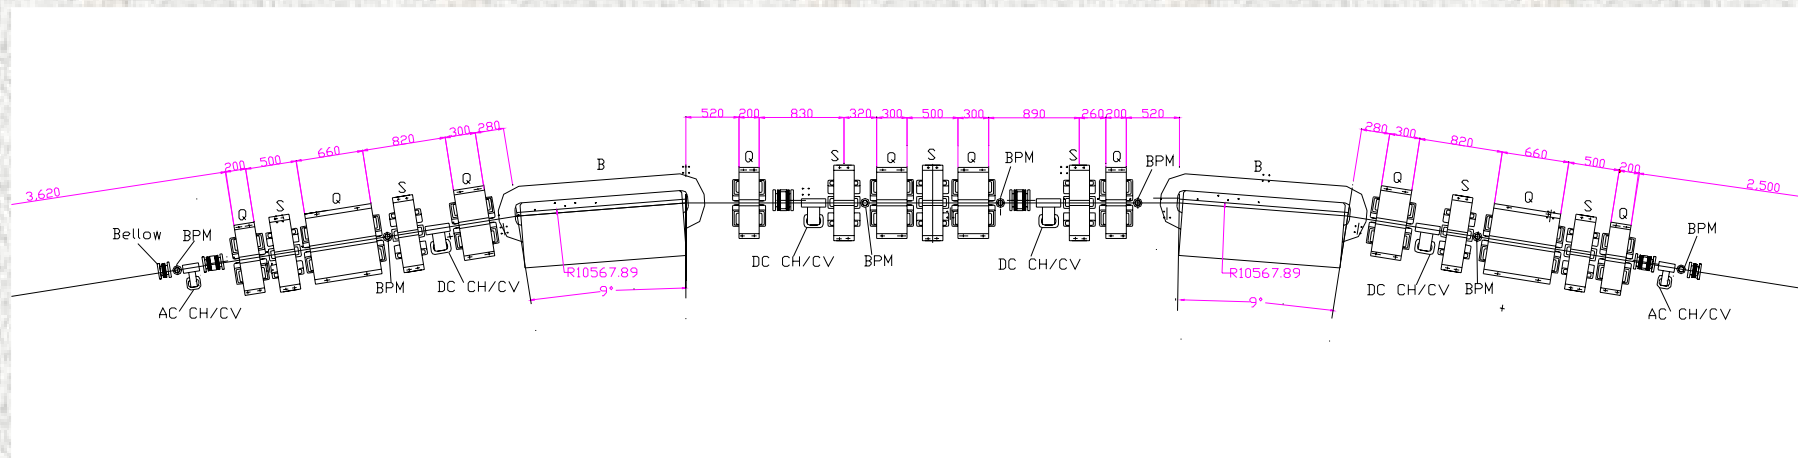 520 200 830 320 300 500 300 890 260 200 520
3.620 200 500 660 820 300 280
280 300 820 660 500 200 2.500
Q S Q S Q B Q S Q S Q S Q B Q S Q S Q
BPM BPM
Bellow BPM BPM
BPM DC CH/CV DC CH/CV BPM DC CH/CV DC CH/CV BPM
R10567.89 R10567.89
9° 9°
AC CH/CV AC CH/CV